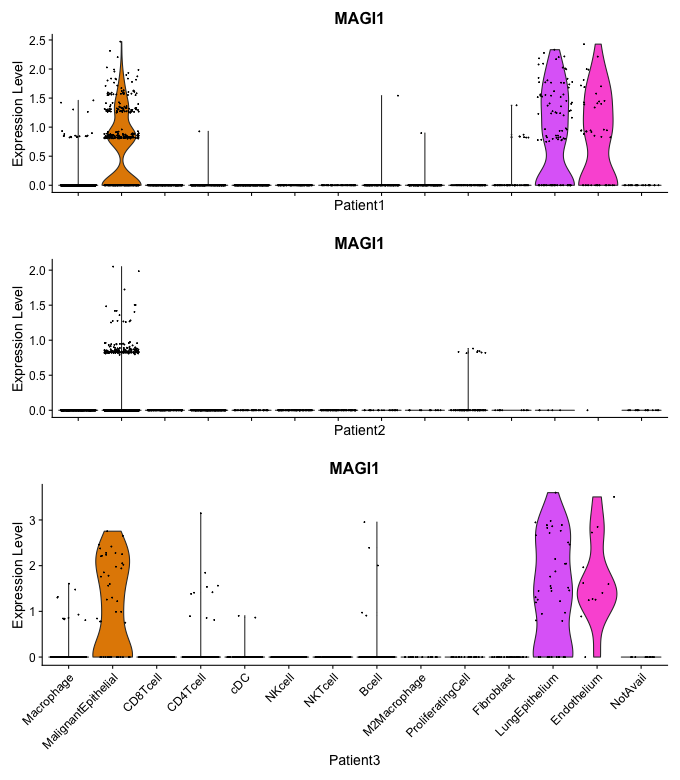 MAGI1
Expression Level
2.5
2.0
1.5
1.0
0.5
0.0
Patient1
MAGI1
Expression Level
2.0
1.5
1.0
0.5
0.0
Patient2
MAGI1
Expression Level
3
2
1
0
Macrophage
MalignantEpithelial
CD8Tcell
CD4Tcell
cDC
NKcell
NKTcell
Bcell
M2Macrophage
ProliferatingCell
Fibroblast
LungEpithelium
Endothelium
NotAvail
Patient3